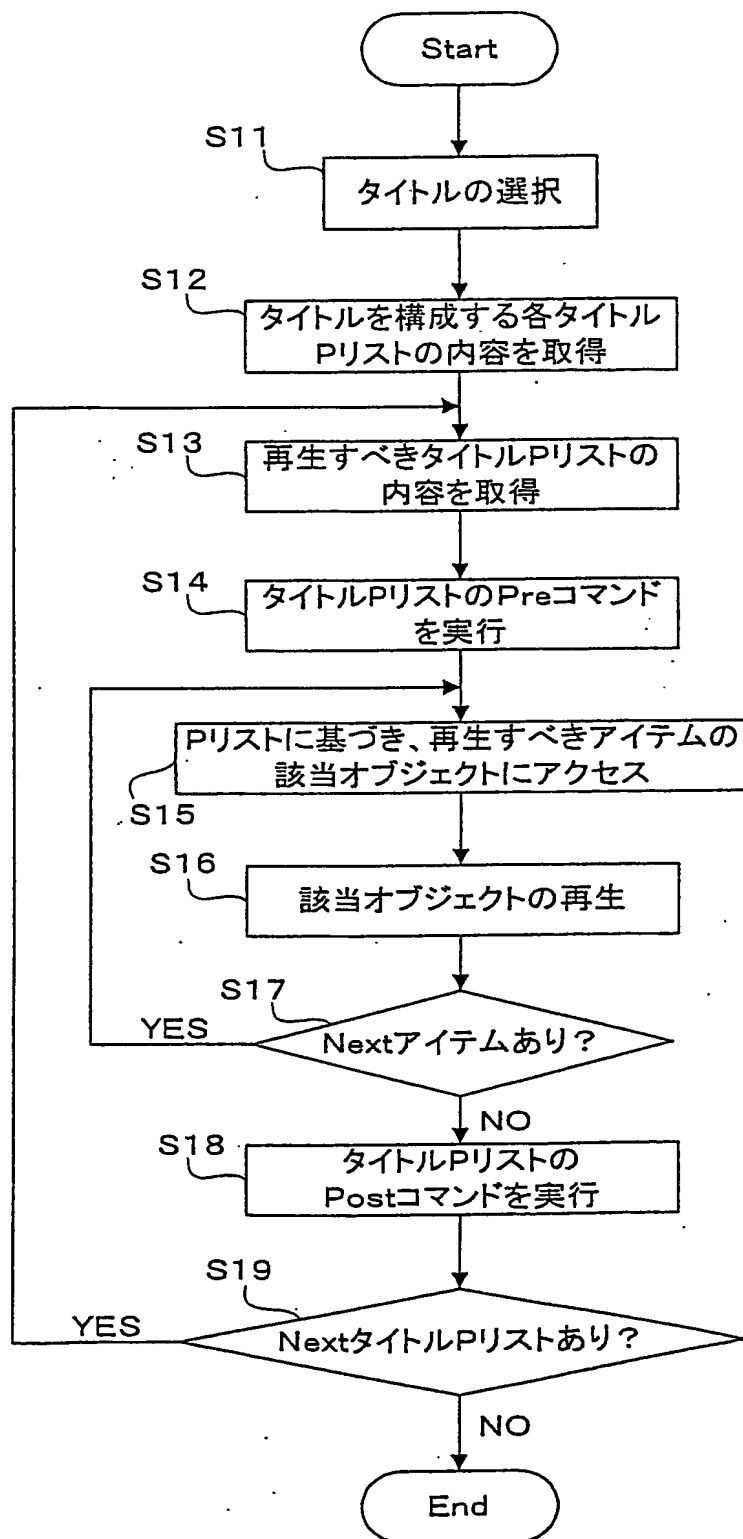 Start
S11
タイトルの選択
S12
タイトルを構成する各タイトル
Pリストの内容を取得
S13
再生すべきタイトルPリストの
内容を取得
S14
タイトルPリストのPreコマンド
を実行
Pリストに基づき、再生すべきアイテムの
該当オブジェクトにアクセス
S15
S16
該当オブジェクトの再生
S17
YES
Nextアイテムあり?
NO
S18
タイトルPリストの
Postコマンドを実行
S19
YES
NextタイトルPリストあり?
NO
End